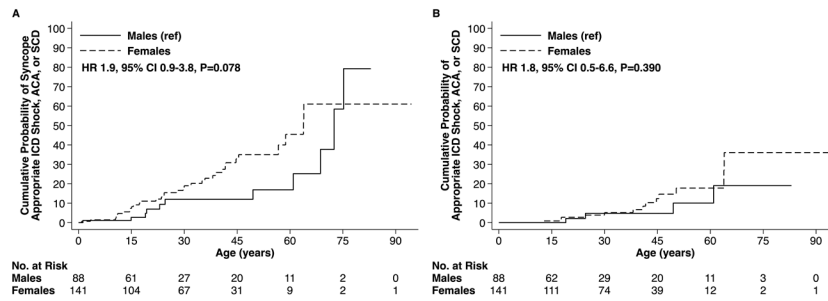 A
Cumulative Probability of Syncope
Appropriate ICD Shock, ACA, or SCD
100
90
80
70
60
50
40
30
20
10
0
Males (ref)
Females
HR 1.9, 95% CI 0.9-3.8, P=0.078
0 15 30 45 60 75 90
Age (years)
No. at Risk
Males 88 61 27 20 11 2 0
Females 141 104 67 31 9 2 1
B
Cumulative Probability of
Appropriate ICD Shock, ACA, or SCD
100
90
80
70
60
50
40
30
20
10
0
Males (ref)
Females
HR 1.8, 95% CI 0.5-6.6, P=0.390
0 15 30 45 60 75 90
Age (years)
No. at Risk
Males 88 62 29 20 11 3 0
Females 141 111 74 39 12 2 1